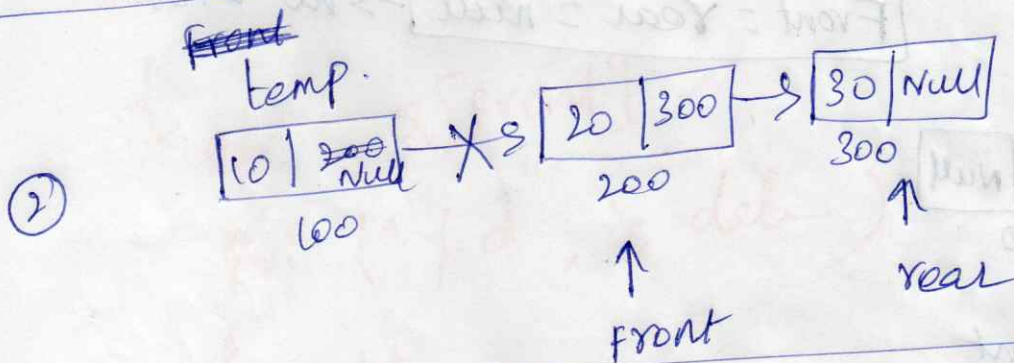 Front
temp.
10 | 200 Null
20 | 300
30 | Null
100
200
300
②
Front
rear